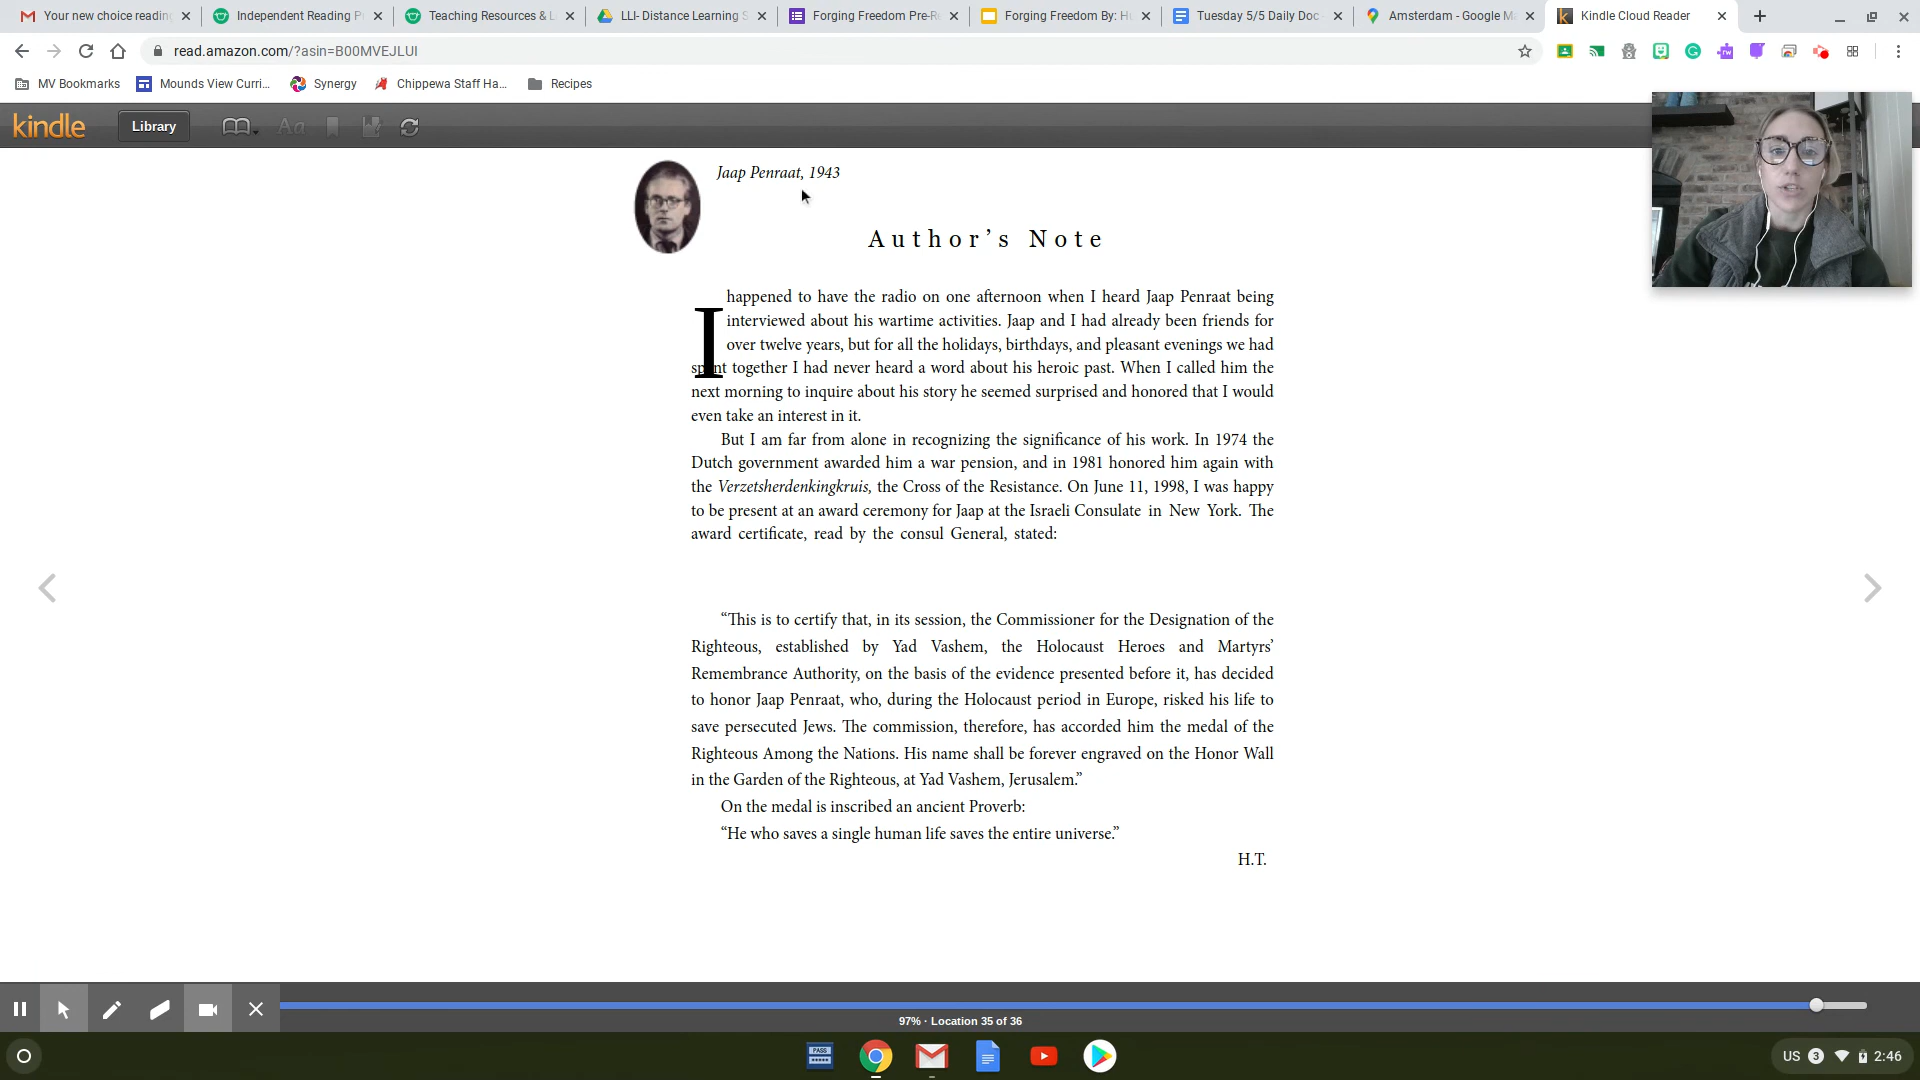 Your new choice reading
Independent Reading P
Teaching Resources & L
LLI- Distance Learning S
Forging Freedom Pre-R
Forging Freedom By: H
Tuesday 5/5 Daily Doc -
Amsterdam - Google M
Kindle Cloud Reader
read.amazon.com/?asin=B00MVEJLUI
MV Bookmarks
Mounds View Curri...
Synergy
Chippewa Staff Ha...
Recipes
kindle
Library
Aa
Jaap Penraat, 1943
Author’s Note
I happened to have the radio on one afternoon when I heard Jaap Penraat being
interviewed about his wartime activities. Jaap and I had already been friends for
over twelve years, but for all the holidays, birthdays, and pleasant evenings we had
spent together I had never heard a word about his heroic past. When I called him the
next morning to inquire about his story he seemed surprised and honored that I would
even take an interest in it.
But I am far from alone in recognizing the significance of his work. In 1974 the
Dutch government awarded him a war pension, and in 1981 honored him again with
the Verzetsherdenkingkruis, the Cross of the Resistance. On June 11, 1998, I was happy
to be present at an award ceremony for Jaap at the Israeli Consulate in New York. The
award certificate, read by the consul General, stated:
“This is to certify that, in its session, the Commissioner for the Designation of the
Righteous, established by Yad Vashem, the Holocaust Heroes and Martyrs’
Remembrance Authority, on the basis of the evidence presented before it, has decided
to honor Jaap Penraat, who, during the Holocaust period in Europe, risked his life to
save persecuted Jews. The commission, therefore, has accorded him the medal of the
Righteous Among the Nations. His name shall be forever engraved on the Honor Wall
in the Garden of the Righteous, at Yad Vashem, Jerusalem.”
On the medal is inscribed an ancient Proverb:
“He who saves a single human life saves the entire universe.”
H.T.
97% · Location 35 of 36
PASS
US 3 2:46